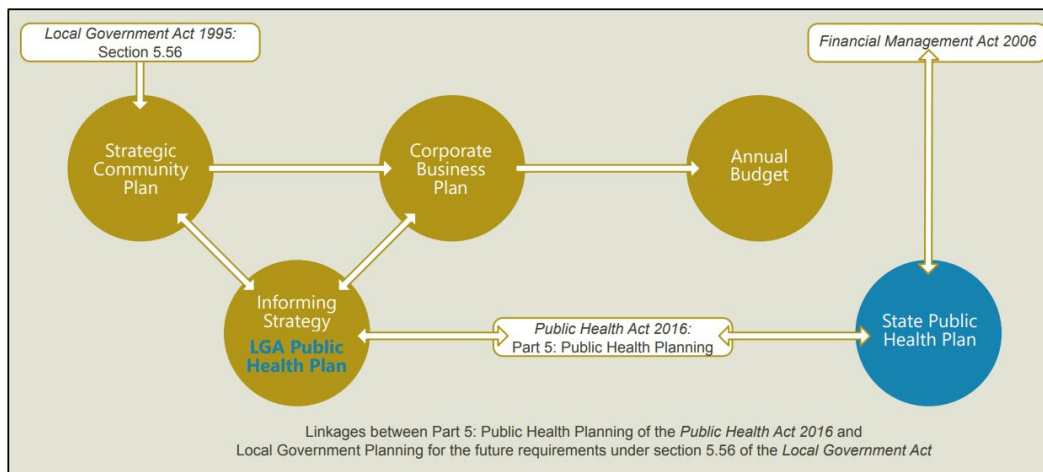 Local Government Act 1995:
Section 5.56
Financial Management Act 2006
Strategic
Community
Plan
Corporate
Business
Plan
Annual
Budget
Informing
Strategy
LGA Public
Health Plan
Public Health Act 2016:
Part 5: Public Health Planning
State Public
Health Plan
Linkages between Part 5: Public Health Planning of the Public Health Act 2016 and
Local Government Planning for the future requirements under section 5.56 of the Local Government Act